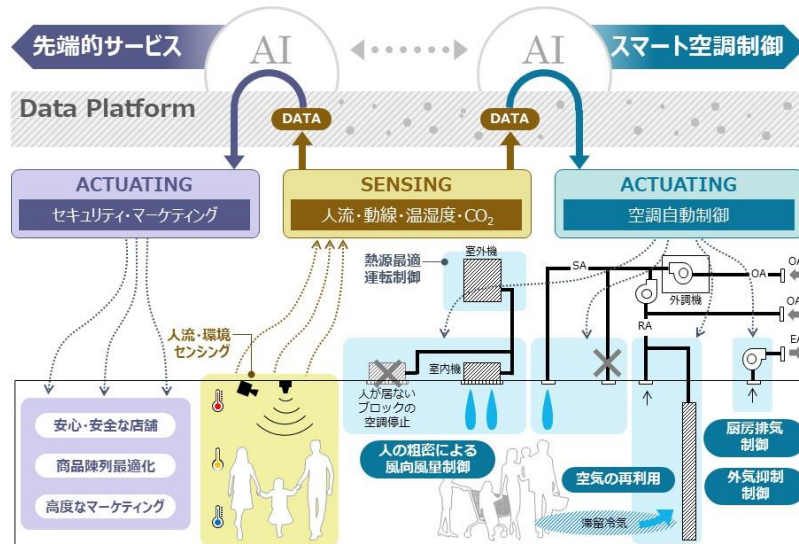 先端的サービス
AI
AI
スマート空調制御
Data Platform
DATA
DATA
ACTUATING
セキュリティ・マーケティング
SENSING
人流・動線・温湿度・CO₂
ACTUATING
空調自動制御
熱源最適
運転制御
室外機
SA
外調機
OA
OA
OA
RA
EA
人流・環境
センシング
室内機
人が居ない
ブロックの
空調停止
安心・安全な店舗
商品陳列最適化
高度なマーケティング
人の粗密による
風向風量制御
空気の再利用
滞留冷気
厨房排気
制御
外気抑制
制御